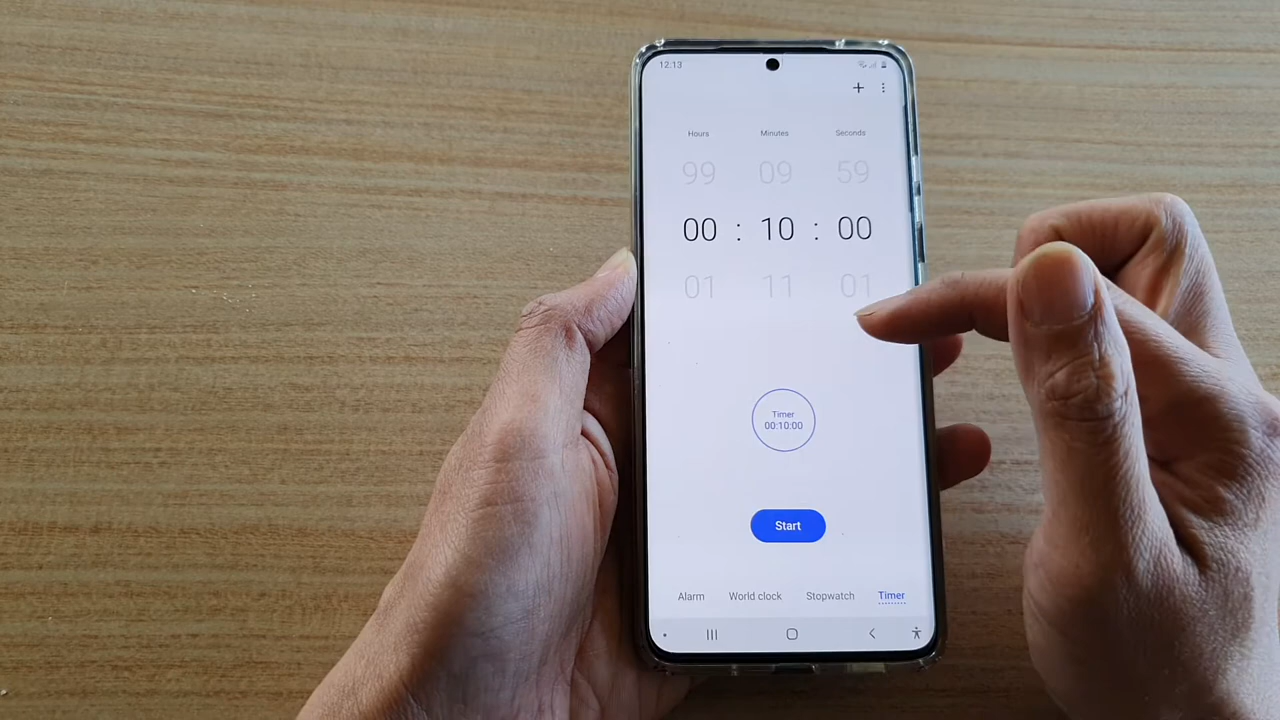 12:13
+
Hours Minutes Seconds
99 09 59
00 : 10 : 00
01 11 01
Timer
00:10:00
Start
Alarm World clock Stopwatch Timer